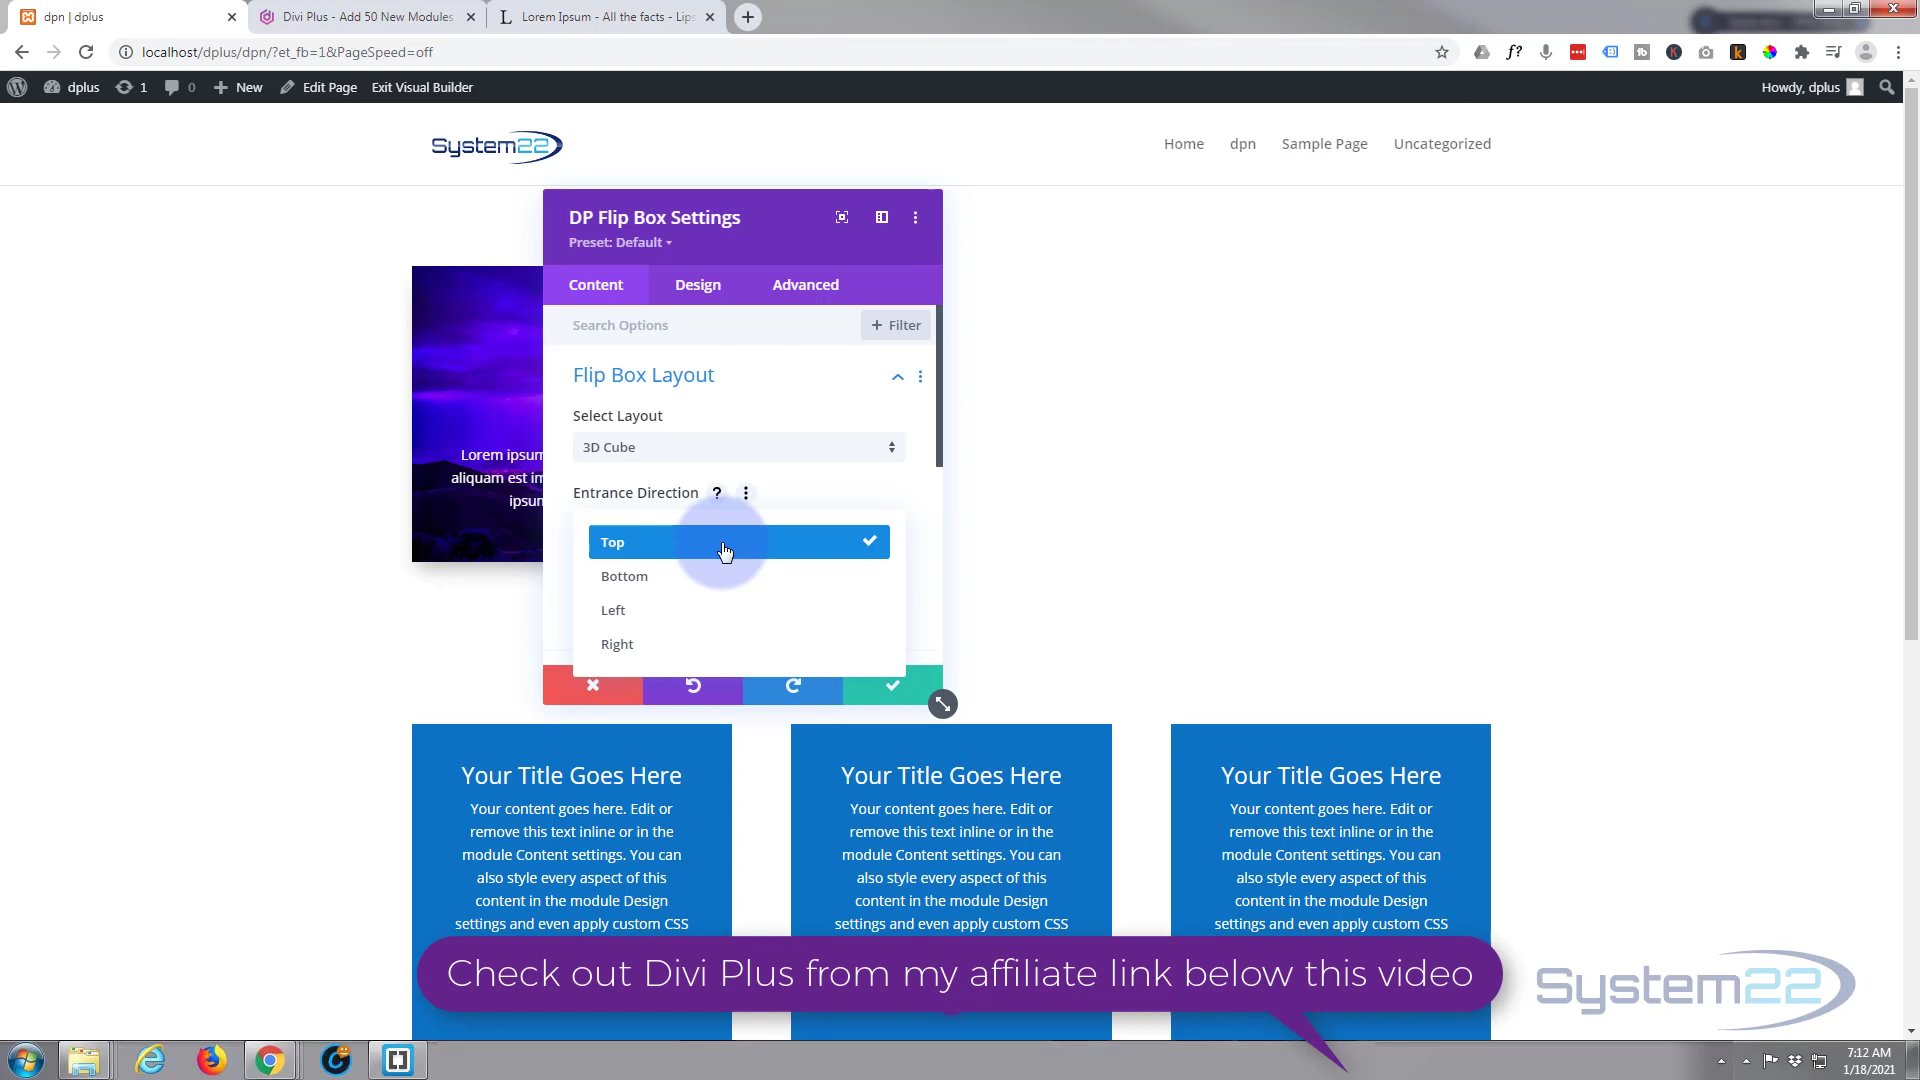 dpn | dplus
Divi Plus - Add 50 New Modules
Lorem Ipsum - All the facts - Lips
localhost/dplus/dpn/?et_fb=1&PageSpeed=off
dplus 1 0 New Edit Page Exit Visual Builder
Howdy, dplus
System22
Home dpn Sample Page Uncategorized
DP Flip Box Settings
Preset: Default
Content Design Advanced
Search Options
+ Filter
Flip Box Layout
Select Layout
3D Cube
Entrance Direction ?
Top
Bottom
Left
Right
Lorem ipsum
aliquam est im
ipsum
Your Title Goes Here
Your content goes here. Edit or
remove this text inline or in the
module Content settings. You can
also style every aspect of this
content in the module Design
settings and even apply custom CSS
Your Title Goes Here
Your content goes here. Edit or
remove this text inline or in the
module Content settings. You can
also style every aspect of this
content in the module Design
settings and even apply custom CSS
Your Title Goes Here
Your content goes here. Edit or
remove this text inline or in the
module Content settings. You can
also style every aspect of this
content in the module Design
settings and even apply custom CSS
Check out Divi Plus from my affiliate link below this video
System22
7:12 AM
1/18/2021